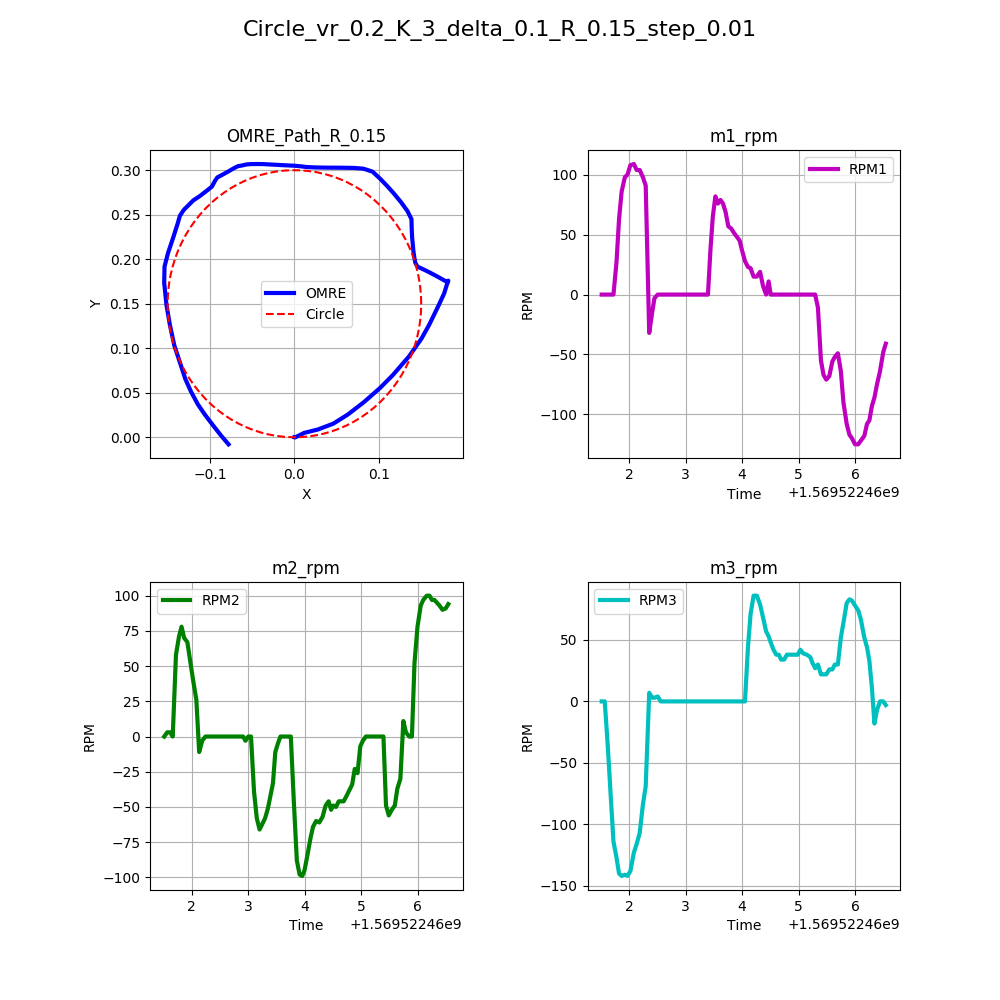 Circle_vr_0.2_K_3_delta_0.1_R_0.15_step_0.01
OMRE_Path_R_0.15
0.30
0.25
0.20
0.15
0.10
0.05
0.00
Y
OMRE
Circle
−0.1
0.0
0.1
X
m1_rpm
100
50
0
−50
−100
RPM
RPM1
2
3
4
5
6
Time
+1.56952246e9
m2_rpm
100
75
50
25
0
−25
−50
−75
−100
RPM
RPM2
2
3
4
5
6
Time
+1.56952246e9
m3_rpm
50
0
−50
−100
−150
RPM
RPM3
2
3
4
5
6
Time
+1.56952246e9